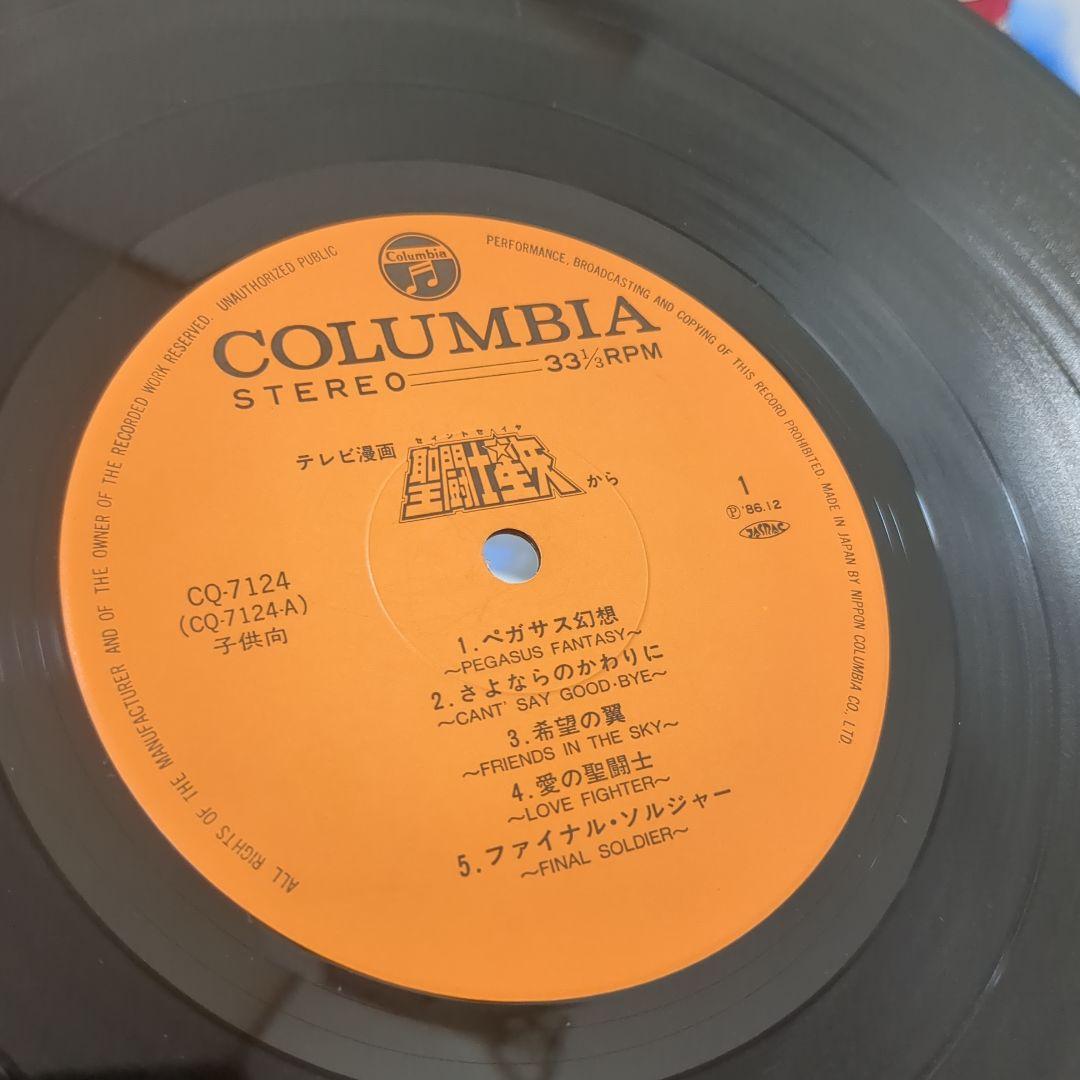 Columbia
ALL RIGHTS OF THE MANUFACTURER AND OF THE OWNER OF THE RECORDED WORK RESERVED. UNAUTHORIZED PUBLIC PERFORMANCE, BROADCASTING AND COPYING OF THIS RECORD PROHIBITED. MADE IN JAPAN BY NIPPON COLUMBIA CO., LTD.
COLUMBIA
STEREO 33 1/3 RPM
セイントセイヤ
テレビ漫画 聖闘士星矢 から
1
Ⓟ '86.12
JASRAC
CQ-7124
(CQ-7124-A)
子供向
1.ペガサス幻想
〜PEGASUS FANTASY〜
2.さよならのかわりに
〜CANT' SAY GOOD·BYE〜
3.希望の翼
〜FRIENDS IN THE SKY〜
4.愛の聖闘士
〜LOVE FIGHTER〜
5.ファイナル・ソルジャー
〜FINAL SOLDIER〜